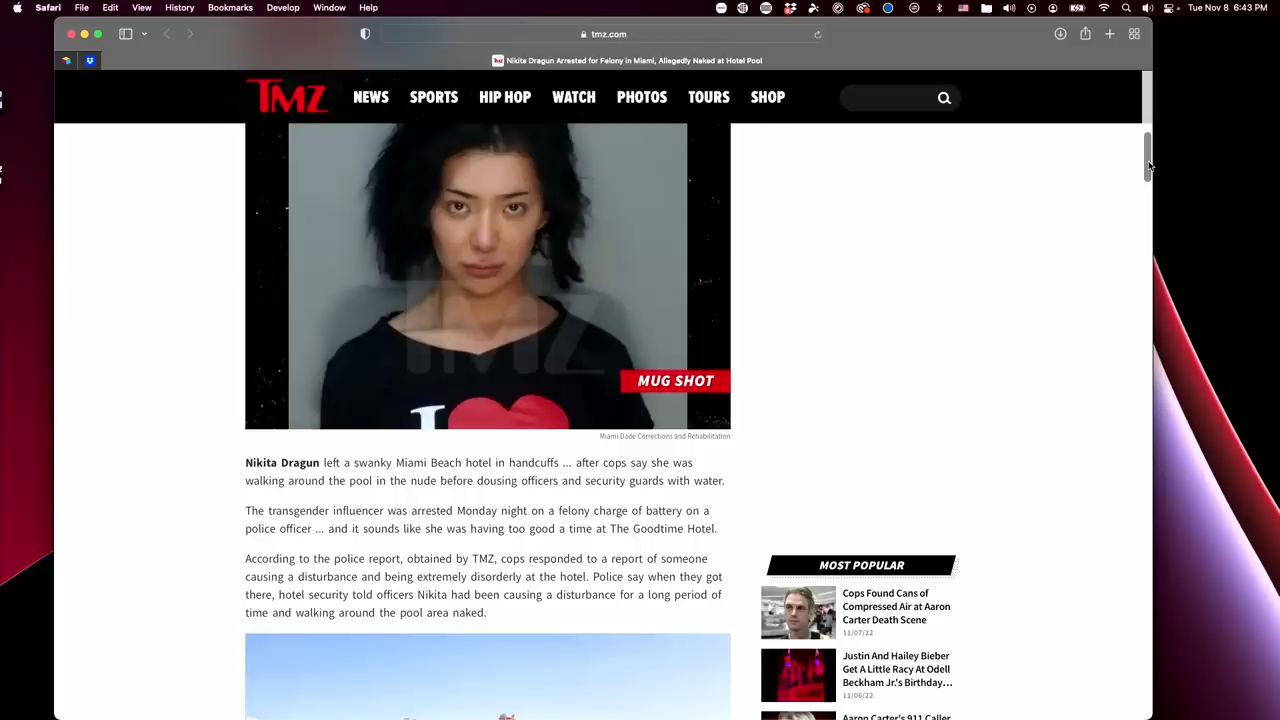 Safari File Edit View History Bookmarks Window Help
Tue Nov 8 6:43 PM
tmz.com
Nikita Dragun Arrested for Felony in Miami, Allegedly Naked at Hotel Pool
TMZ NEWS SPORTS HIP HOP WATCH PHOTOS TOURS SHOP
TMZ
I
MUG SHOT
Miami Dade Corrections and Rehabilitation
Nikita Dragun left a swanky Miami Beach hotel in handcuffs ... after cops say she was
walking around the pool in the nude before dousing officers and security guards with water.
The transgender influencer was arrested Monday night on a felony charge of battery on a
police officer ... and it sounds like she was having too good a time at The Goodtime Hotel.
According to the police report, obtained by TMZ, cops responded to a report of someone
causing a disturbance and being extremely disorderly at the hotel. Police say when they got
there, hotel security told officers Nikita had been causing a disturbance for a long period of
time and walking around the pool area naked.
MOST POPULAR
Cops Found Cans of
Compressed Air at Aaron
Carter Death Scene
11/07/22
Justin And Hailey Bieber
Get A Little Racy At Odell
Beckham Jr.'s Birthday...
11/06/22
Aaron Carter's 911 Caller